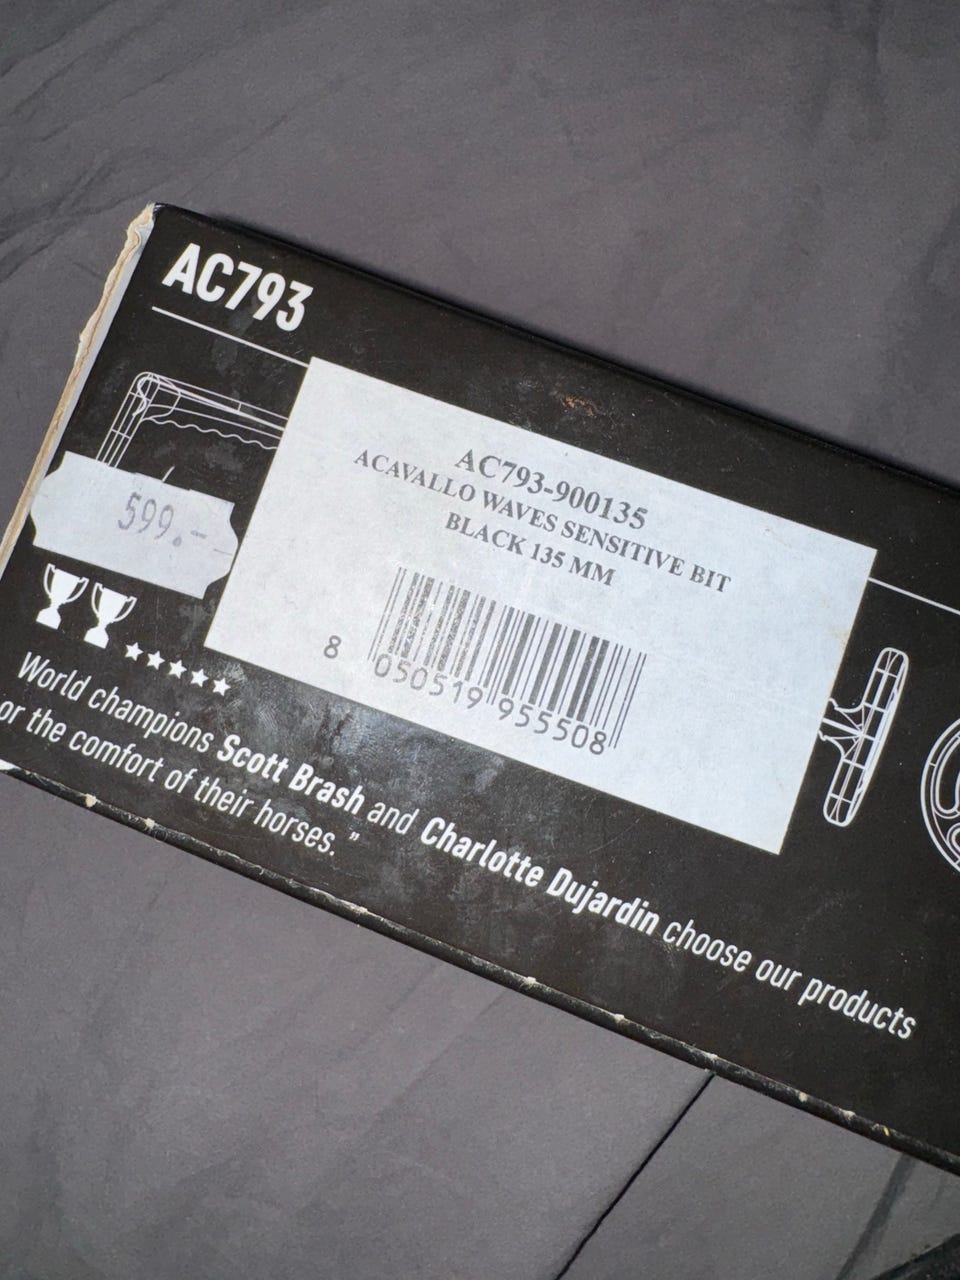 AC793
AC793-900135
ACAVALLO WAVES SENSITIVE BIT
BLACK 135 MM
8 050519 955508
599.-
World champions Scott Brash and Charlotte Dujardin choose our products
or the comfort of their horses. ”